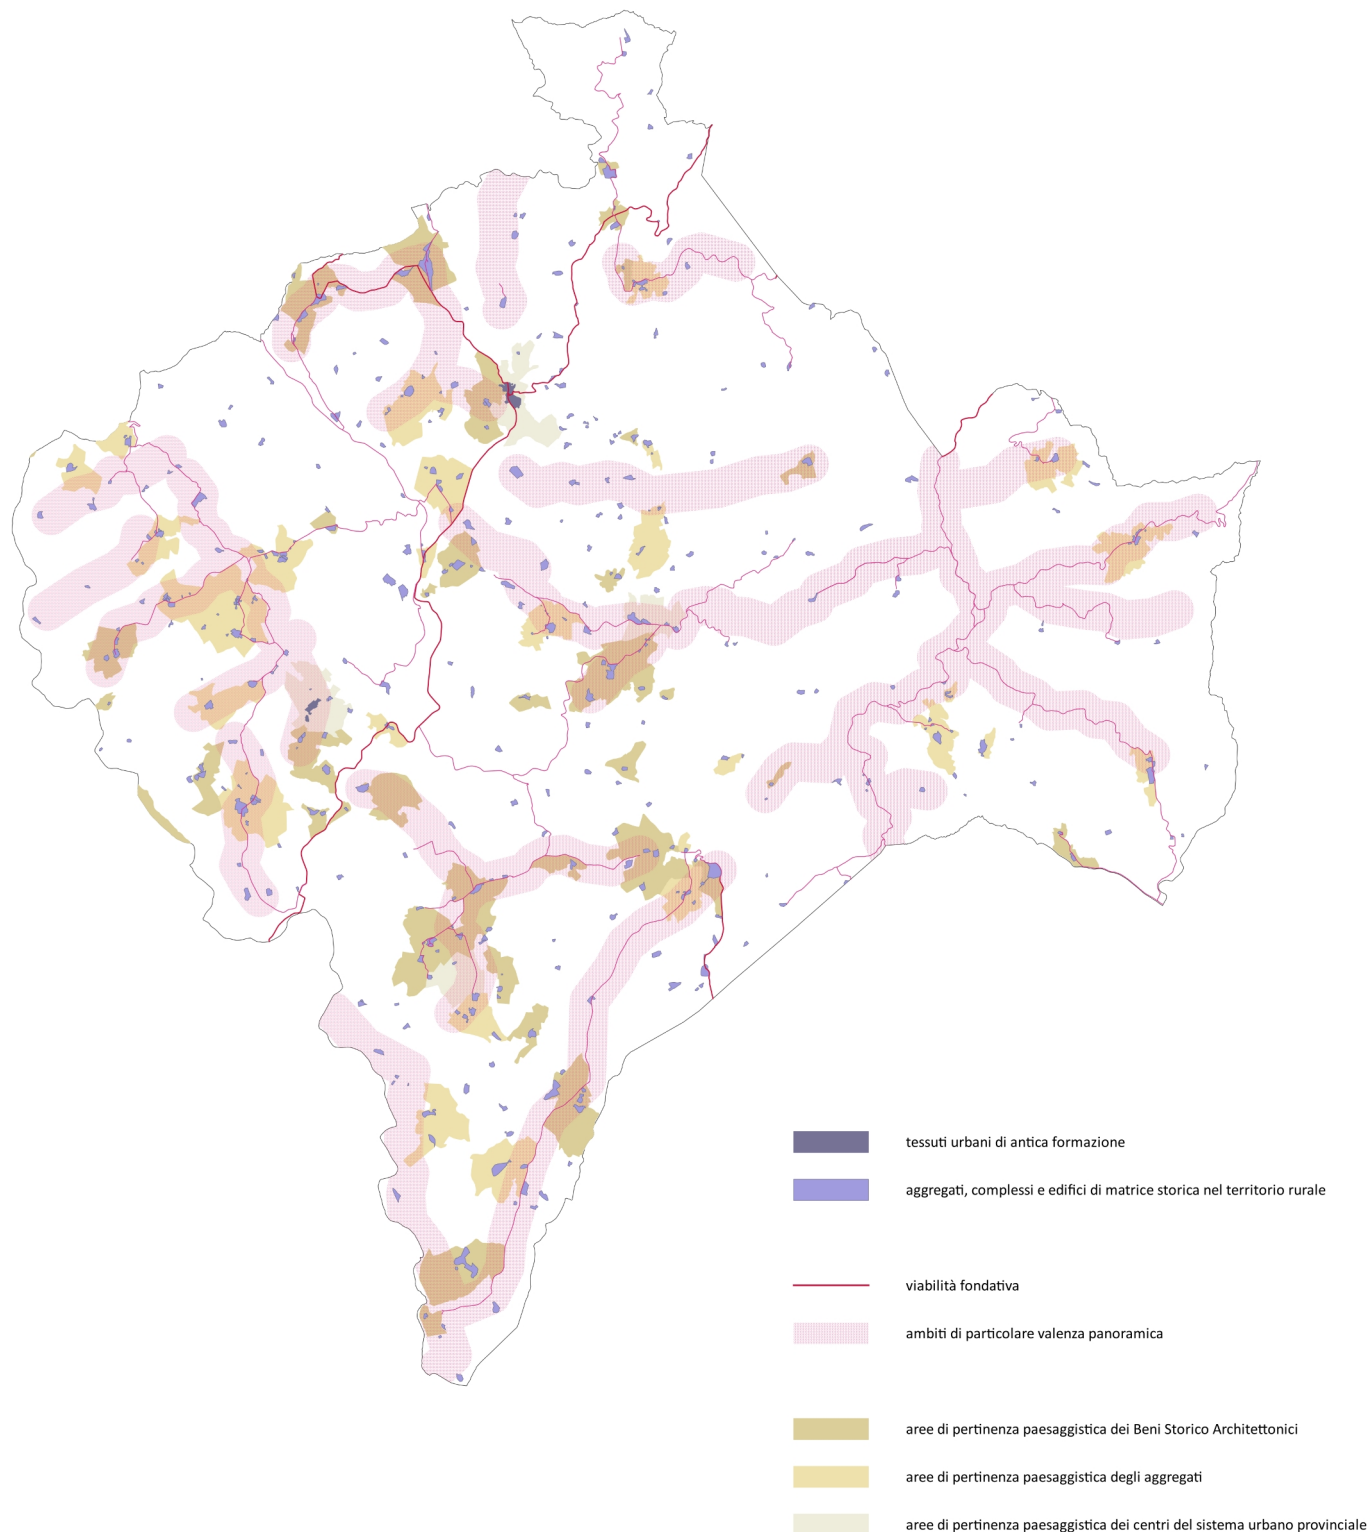 tessuti urbani di antica formazione
aggregati, complessi e edifici di matrice storica nel territorio rurale
viabilità fondativa
ambiti di particolare valenza panoramica
aree di pertinenza paesaggistica dei Beni Storico Architettonici
aree di pertinenza paesaggistica degli aggregati
aree di pertinenza paesaggistica dei centri del sistema urbano provinciale